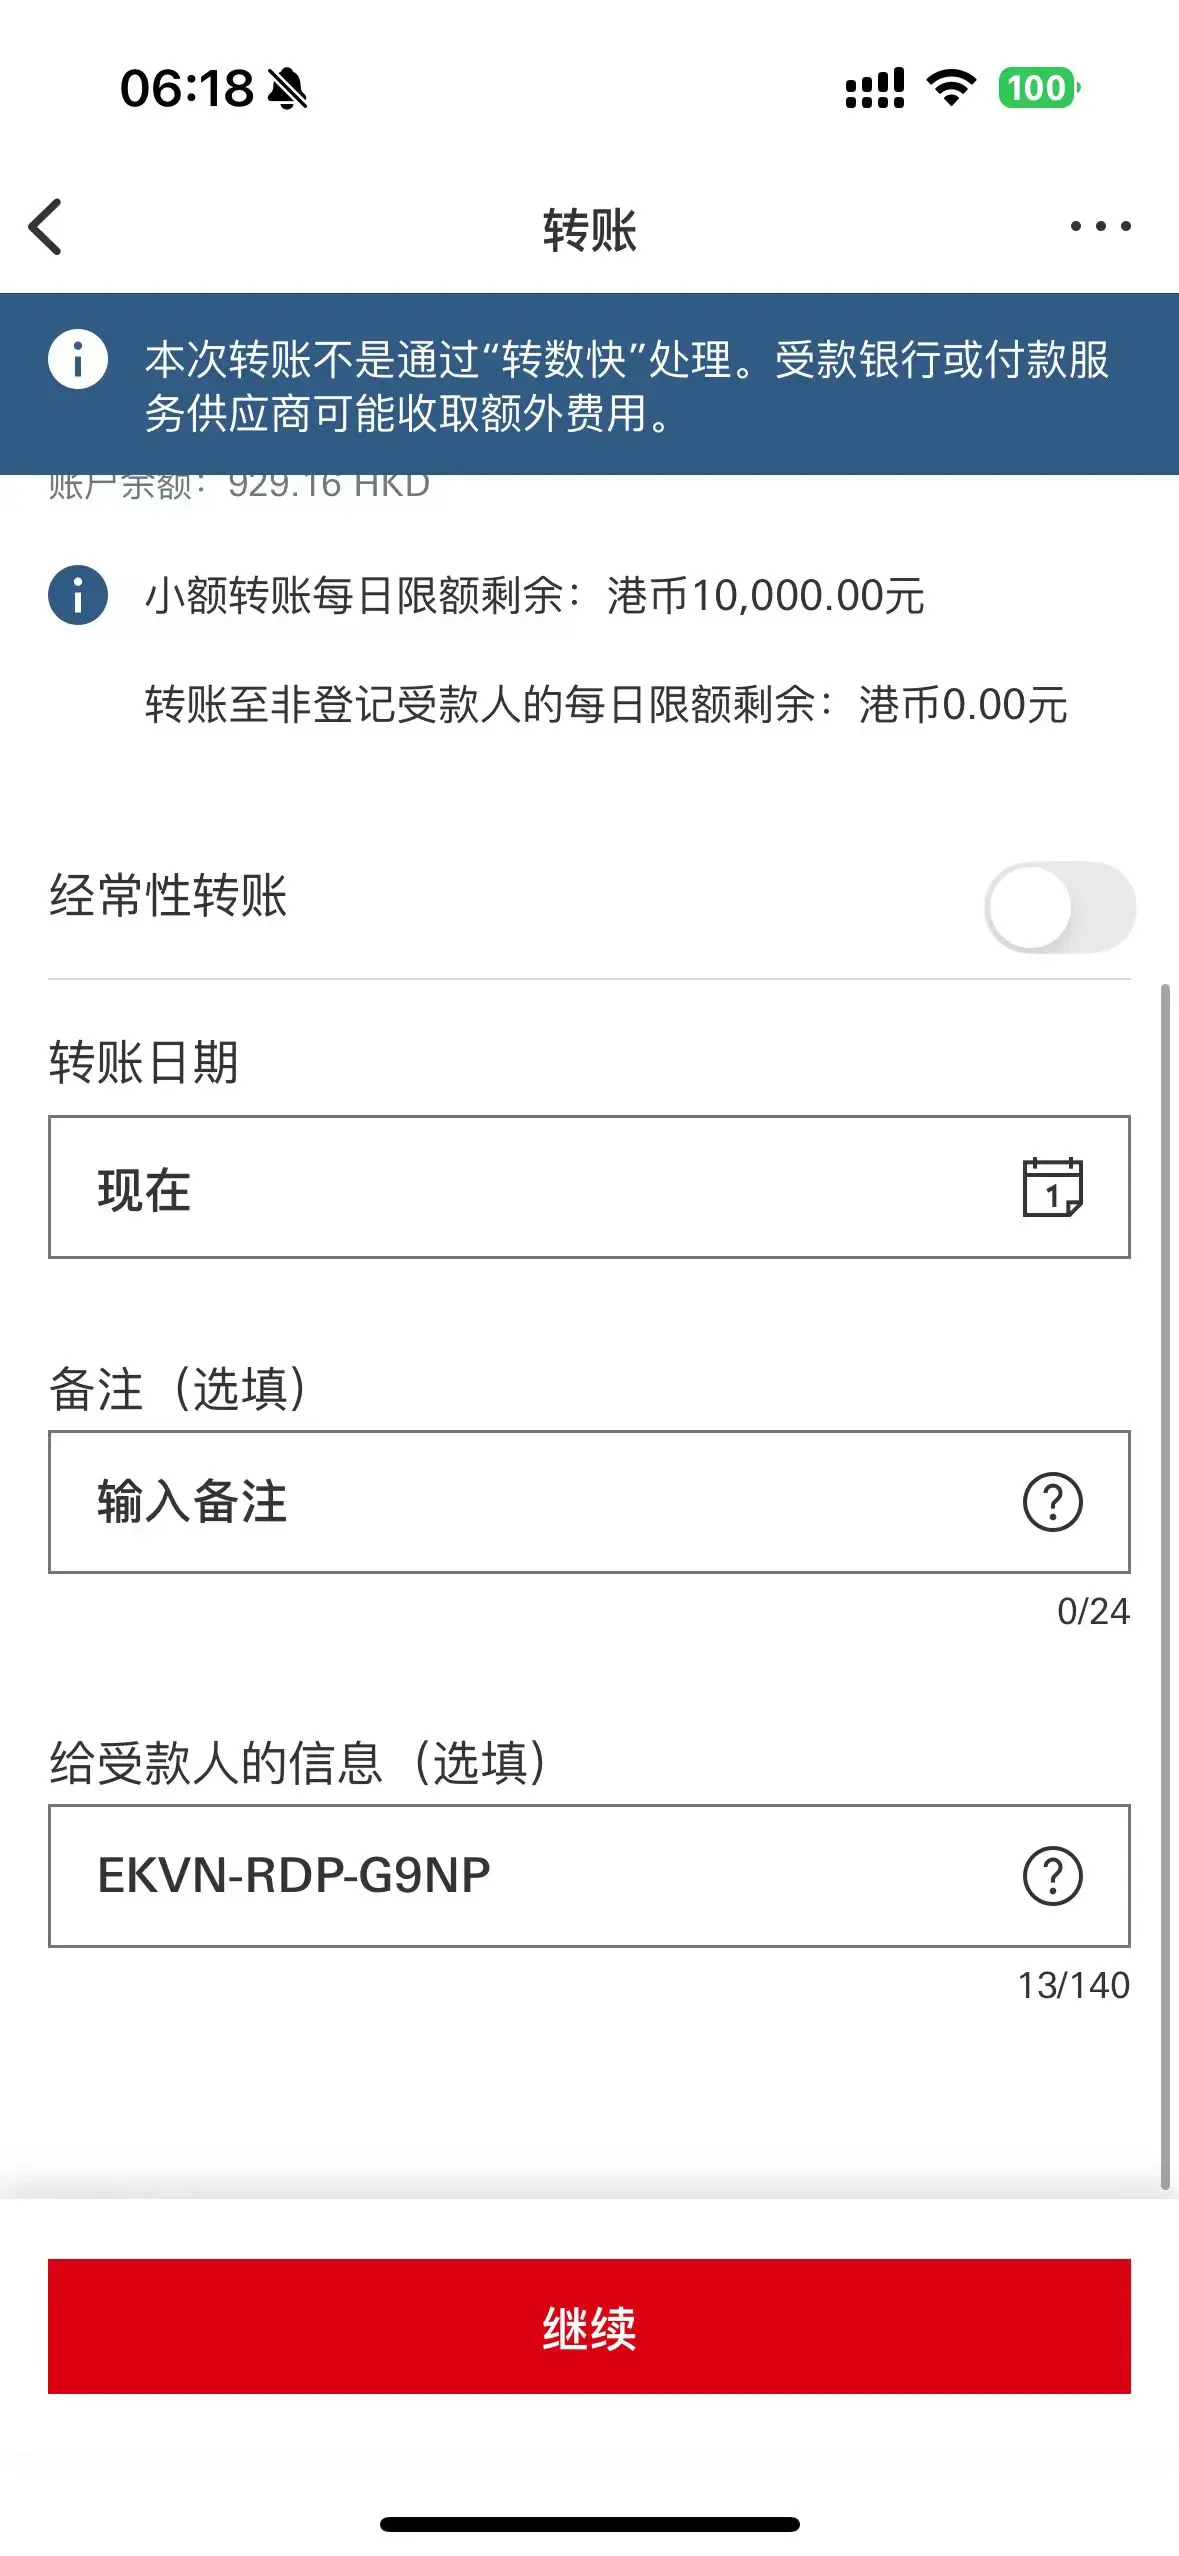 06:18
100
转账
本次转账不是通过“转数快”处理。受款银行或付款服
务供应商可能收取额外费用。
账户余额：929.16 HKD
小额转账每日限额剩余：港币10,000.00元
转账至非登记受款人的每日限额剩余：港币0.00元
经常性转账
转账日期
现在
1
备注（选填）
输入备注
0/24
给受款人的信息（选填）
EKVN-RDP-G9NP
13/140
继续